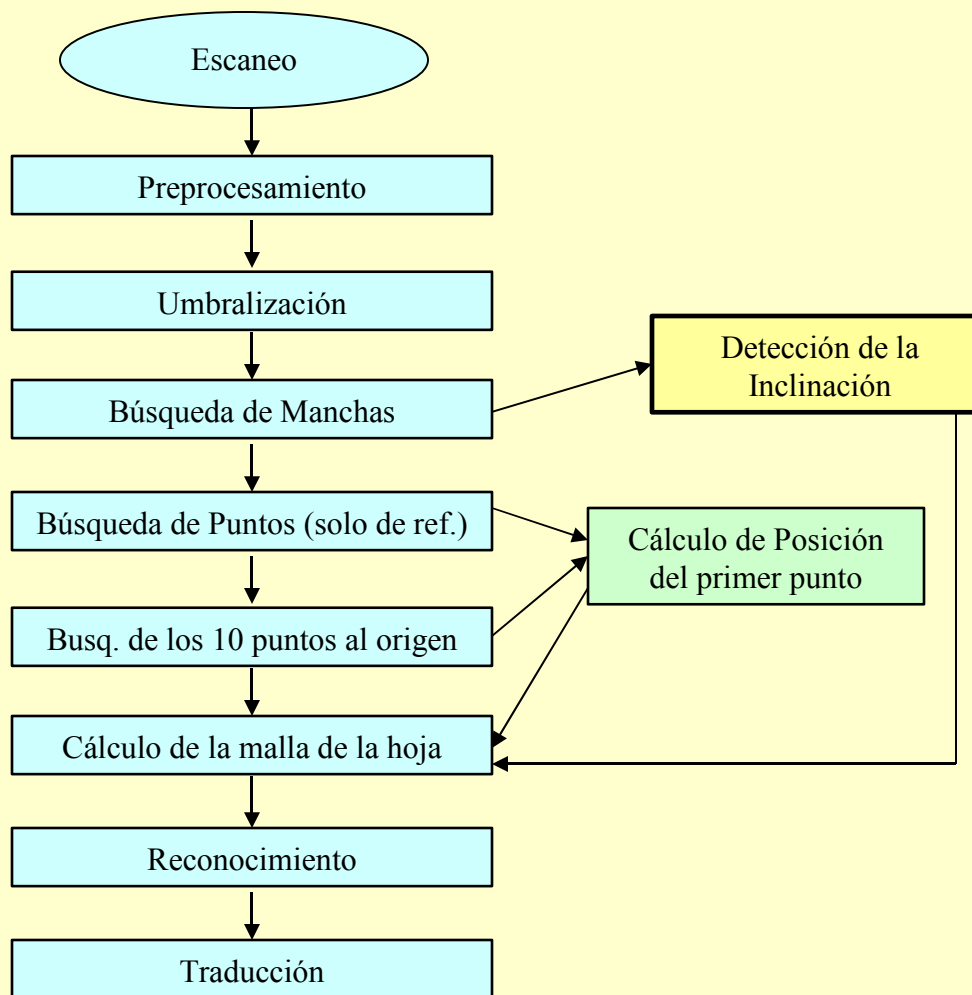 Escaneo
Preprocesamiento
Umbralización
Detección de la
Inclinación
Búsqueda de Manchas
Búsqueda de Puntos (solo de ref.)
Cálculo de Posición
del primer punto
Busq. de los 10 puntos al origen
Cálculo de la malla de la hoja
Reconocimiento
Traducción